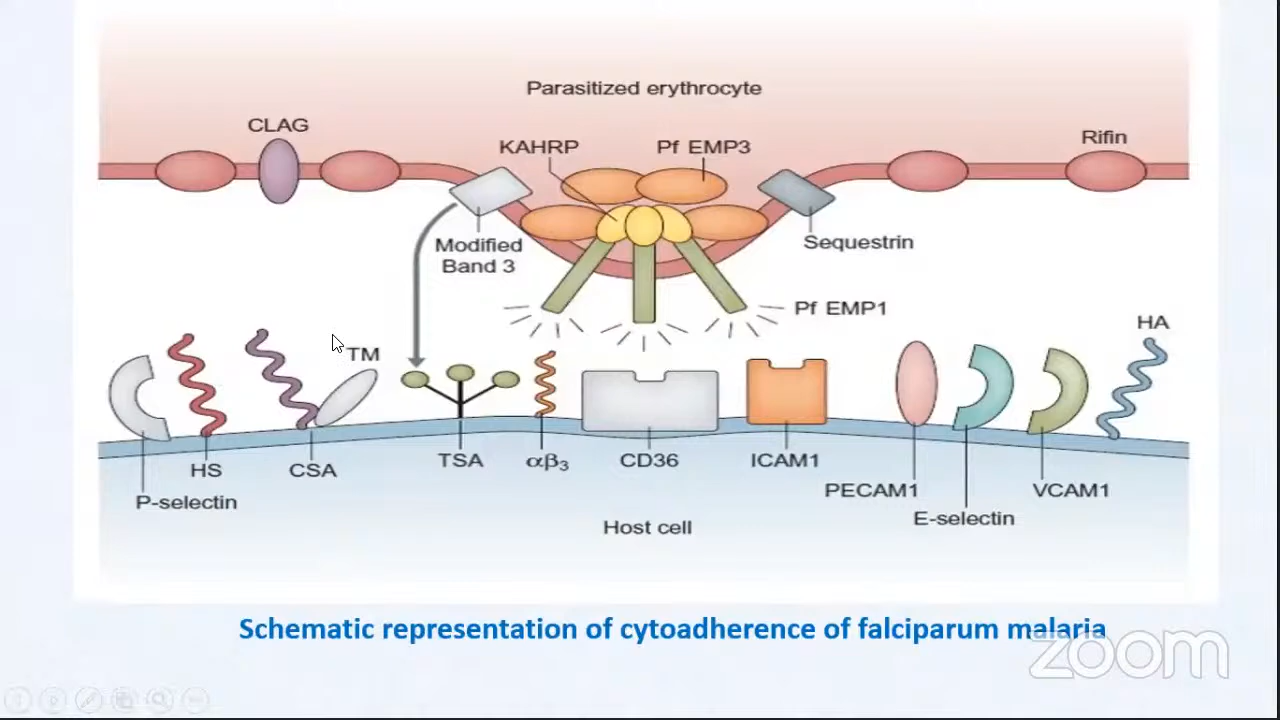 Parasitized erythrocyte
CLAG
KAHRP
Pf EMP3
Rifin
Modified
Band 3
Sequestrin
Pf EMP1
HA
TM
HS
CSA
TSA
αβ₃
CD36
ICAM1
PECAM1
VCAM1
P-selectin
E-selectin
Host cell
Schematic representation of cytoadherence of falciparum malaria
zoom